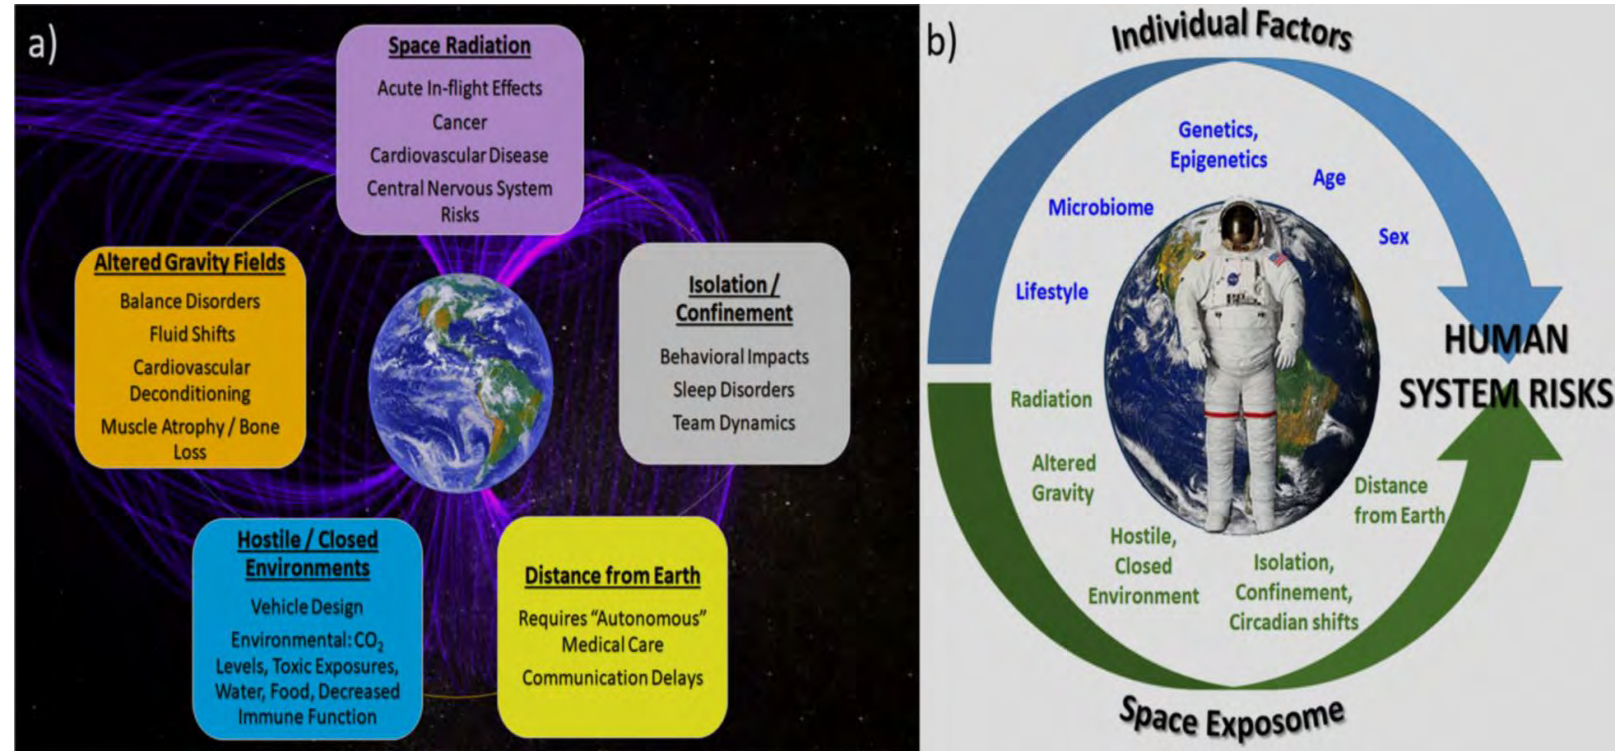 a)
Space Radiation
Acute In-flight Effects
Cancer
Cardiovascular Disease
Central Nervous System
Risks
Altered Gravity Fields
Balance Disorders
Fluid Shifts
Cardiovascular
Deconditioning
Muscle Atrophy / Bone
Loss
Isolation /
Confinement
Behavioral Impacts
Sleep Disorders
Team Dynamics
Hostile / Closed
Environments
Vehicle Design
Environmental: CO₂
Levels, Toxic Exposures,
Water, Food, Decreased
Immune Function
Distance from Earth
Requires “Autonomous”
Medical Care
Communication Delays
b)
Individual Factors
Genetics,
Epigenetics
Age
Microbiome
Sex
Lifestyle
HUMAN
SYSTEM RISKS
Radiation
Altered
Gravity
Hostile,
Closed
Environment
Isolation,
Confinement,
Circadian shifts
Distance
from Earth
Space Exposome